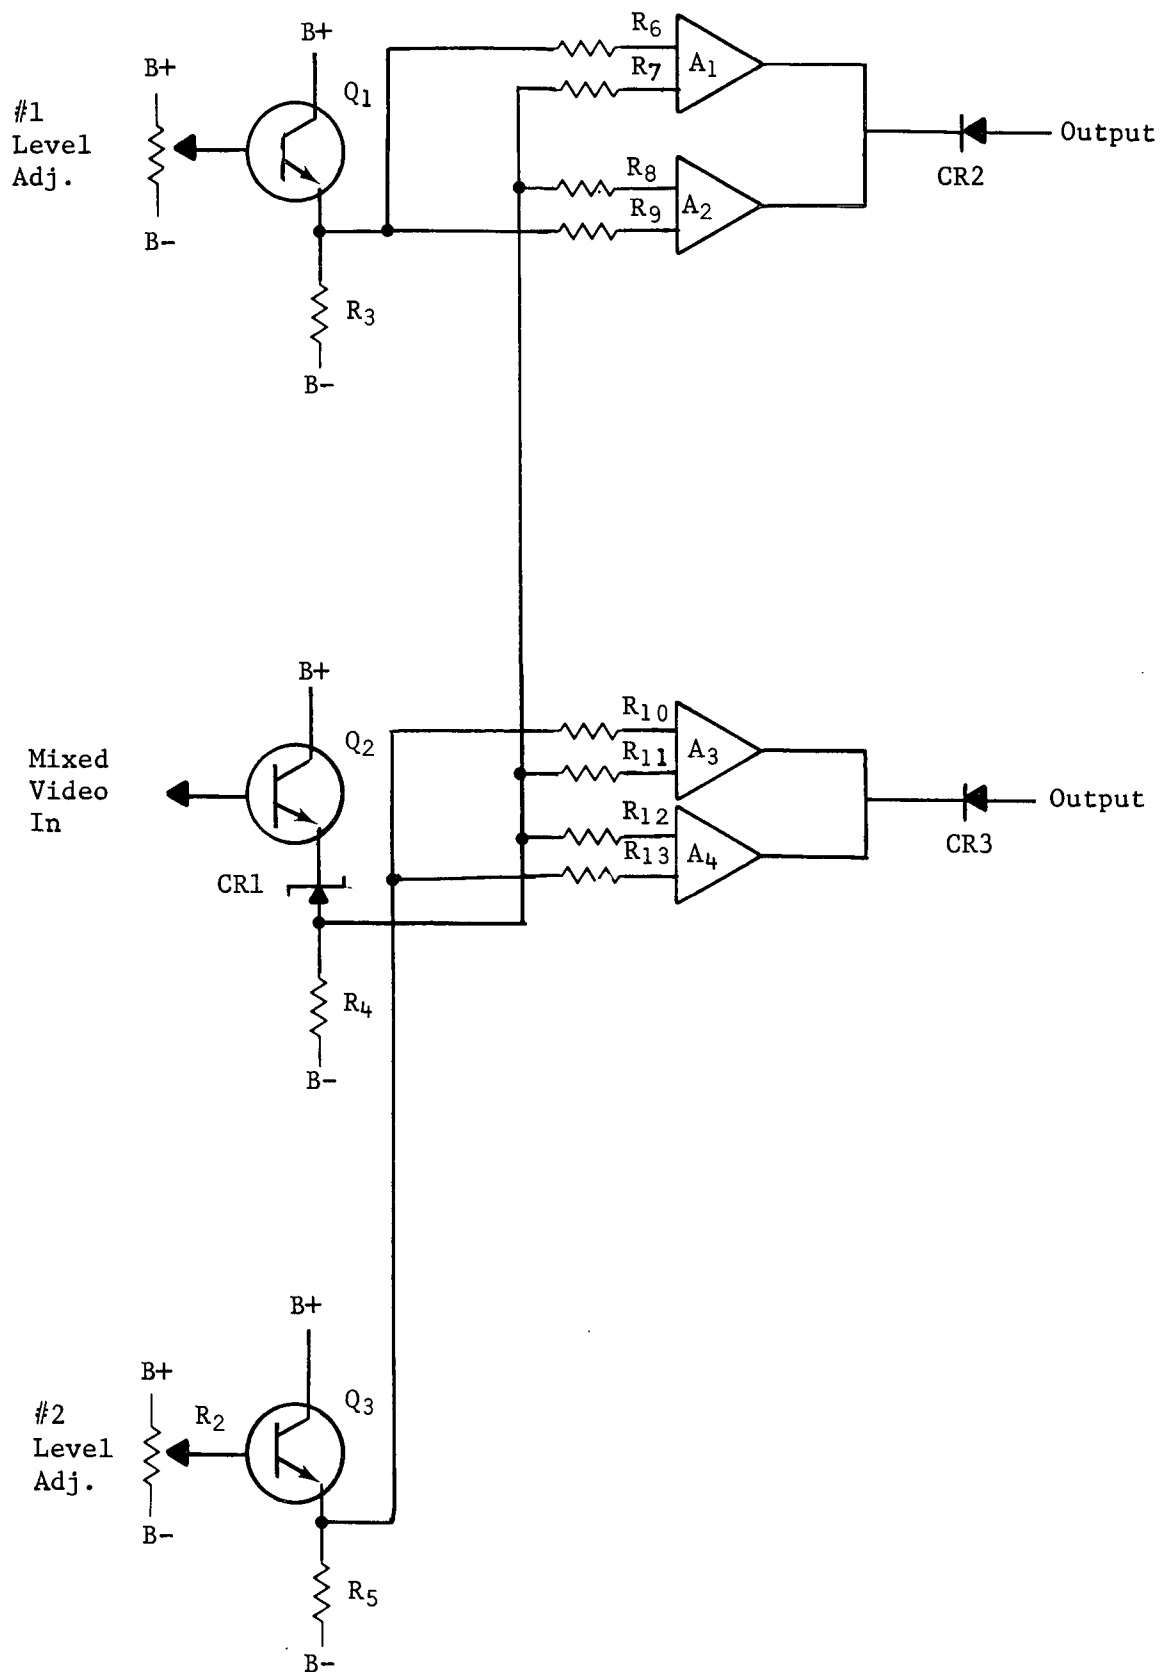 B+
B+
#1
Level
Adj.
Q1
B-
R3
B-
R6
R7
A1
R8
R9
A2
CR2
Output
B+
Mixed
Video
In
Q2
CR1
R4
B-
R10
R11
A3
R12
R13
A4
CR3
Output
B+
B+
#2
Level
Adj.
R2
Q3
B-
R5
B-